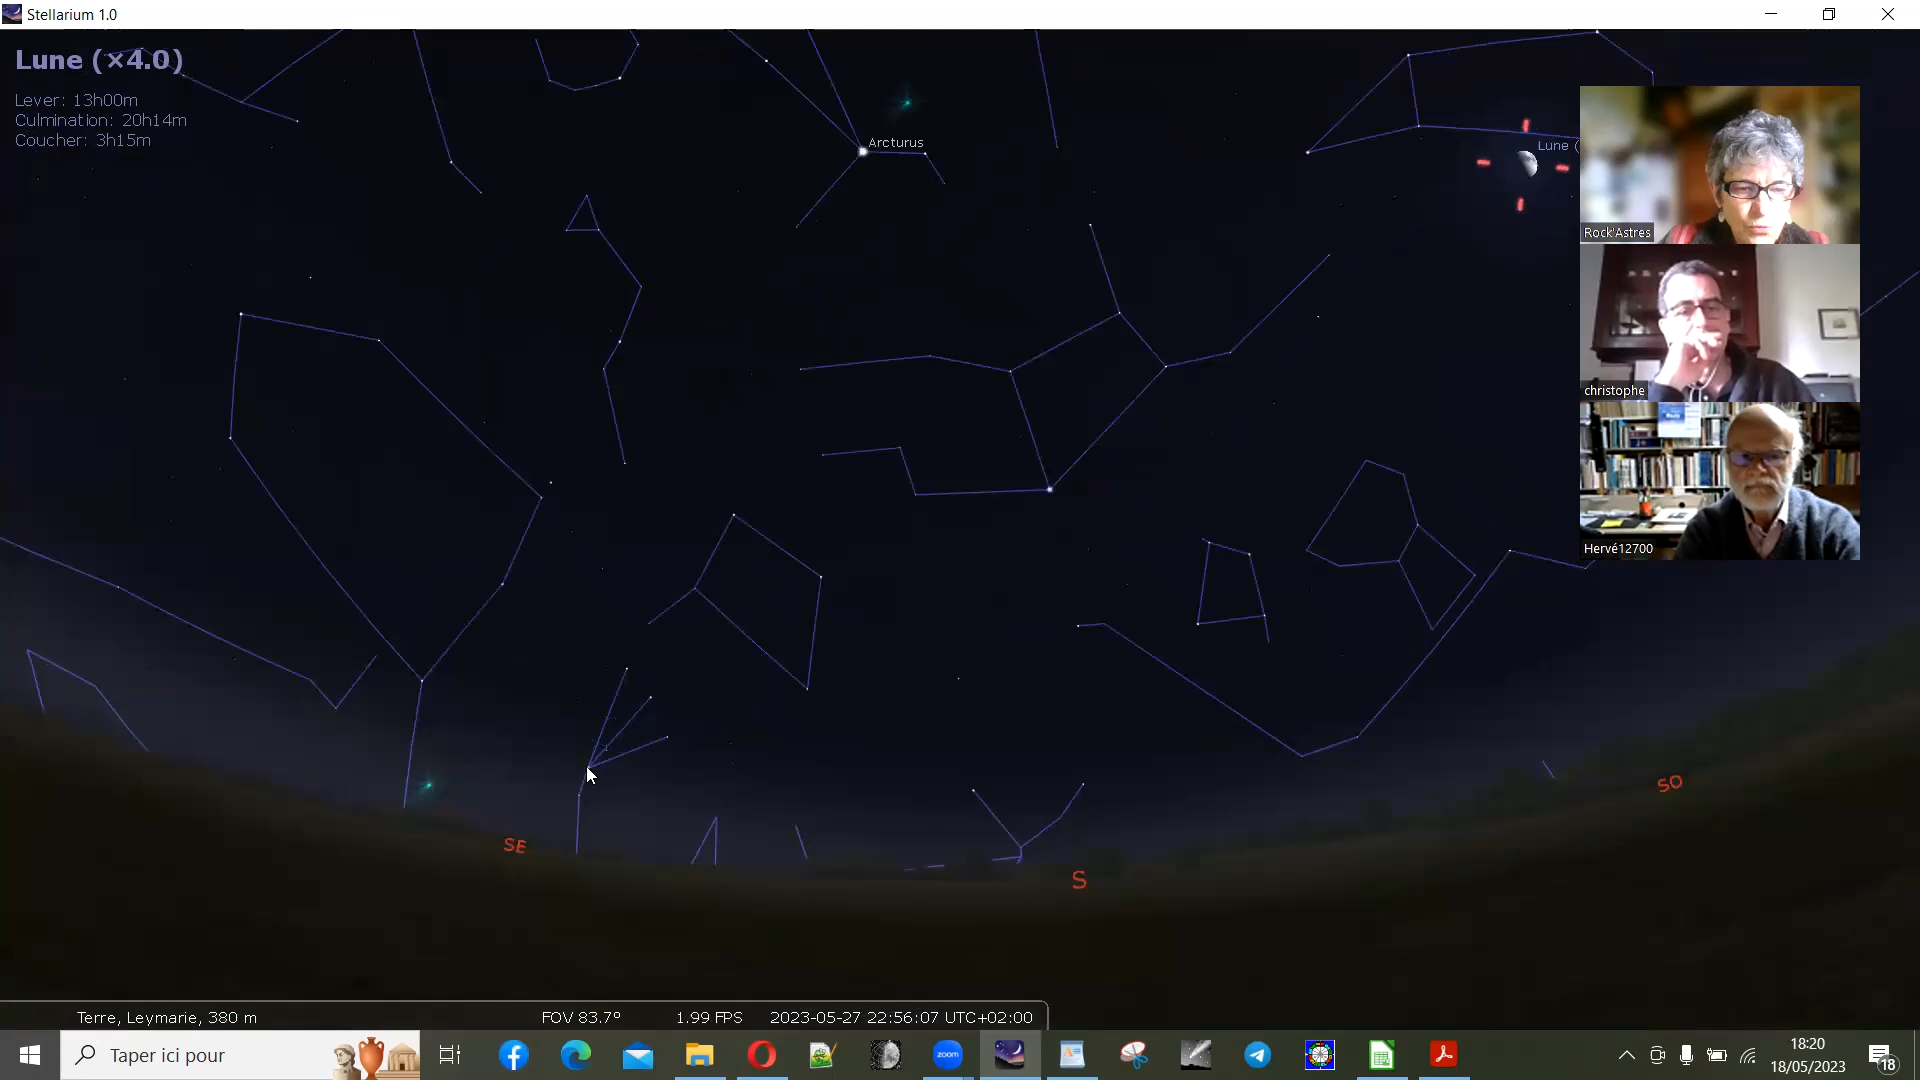 Stellarium 1.0
Lune (×4.0)
Lever: 13h00m
Culmination: 20h14m
Coucher: 3h15m
Arcturus
Lune (
Rock'Astres
christophe
Hervé12700
SE
S
SO
Terre, Leymarie, 380 m FOV 83.7° 1.99 FPS 2023-05-27 22:56:07 UTC+02:00
Taper ici pour
zoom
18:20
18/05/2023
18